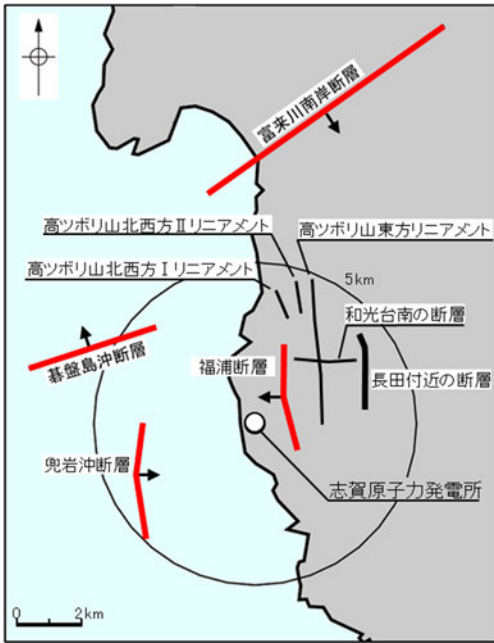 富来川南岸断層
高ツボリ山北西方Ⅱリニアメント
高ツボリ山東方リニアメント
高ツボリ山北西方Ⅰリニアメント
5km
和光台南の断層
碁盤島沖断層
福浦断層
長田付近の断層
兜岩沖断層
志賀原子力発電所
0 2km